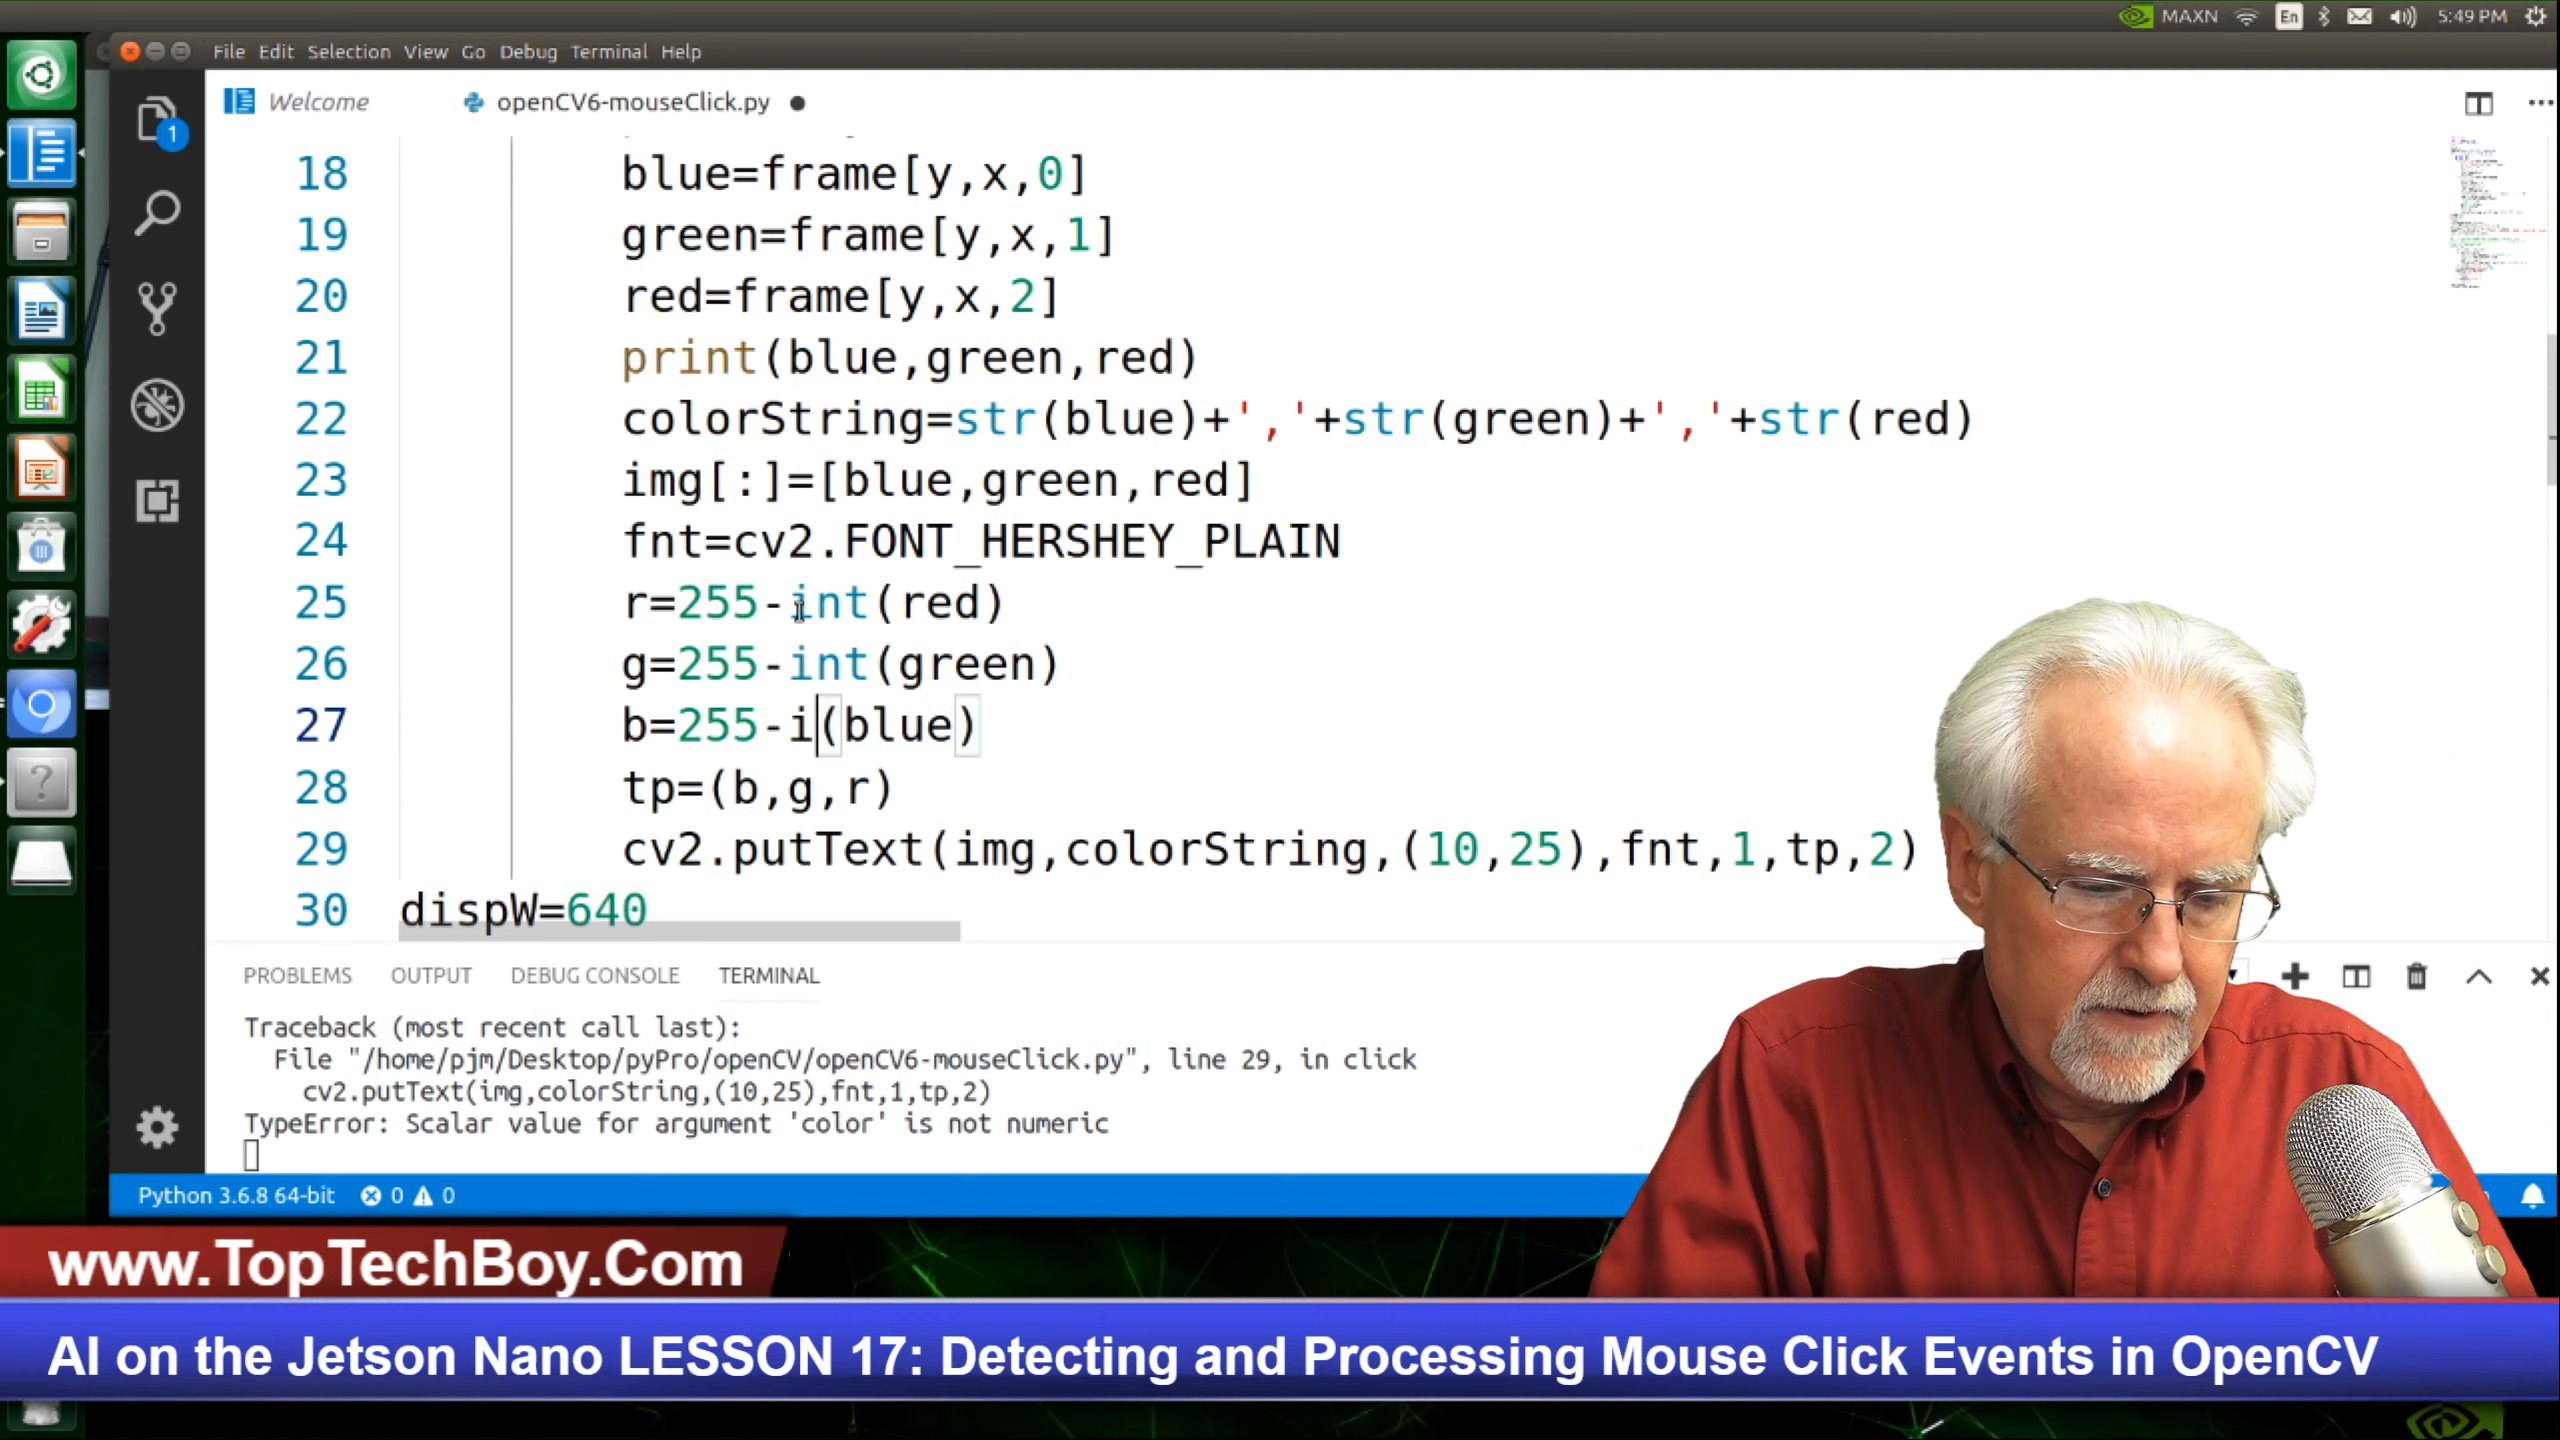 MAXN En 5:49 PM
File Edit Selection View Go Debug Terminal Help
Welcome openCV6-mouseClick.py
1
18 blue=frame[y,x,0]
19 green=frame[y,x,1]
20 red=frame[y,x,2]
21 print(blue,green,red)
22 colorString=str(blue)+','+str(green)+','+str(red)
23 img[:]=[blue,green,red]
24 fnt=cv2.FONT_HERSHEY_PLAIN
25 r=255-int(red)
26 g=255-int(green)
27 b=255-i(blue)
28 tp=(b,g,r)
29 cv2.putText(img,colorString,(10,25),fnt,1,tp,2)
30 dispW=640
PROBLEMS OUTPUT DEBUG CONSOLE TERMINAL
Traceback (most recent call last):
File "/home/pjm/Desktop/pyPro/openCV/openCV6-mouseClick.py", line 29, in click
cv2.putText(img,colorString,(10,25),fnt,1,tp,2)
TypeError: Scalar value for argument 'color' is not numeric
Python 3.6.8 64-bit 0 0
www.TopTechBoy.Com
AI on the Jetson Nano LESSON 17: Detecting and Processing Mouse Click Events in OpenCV